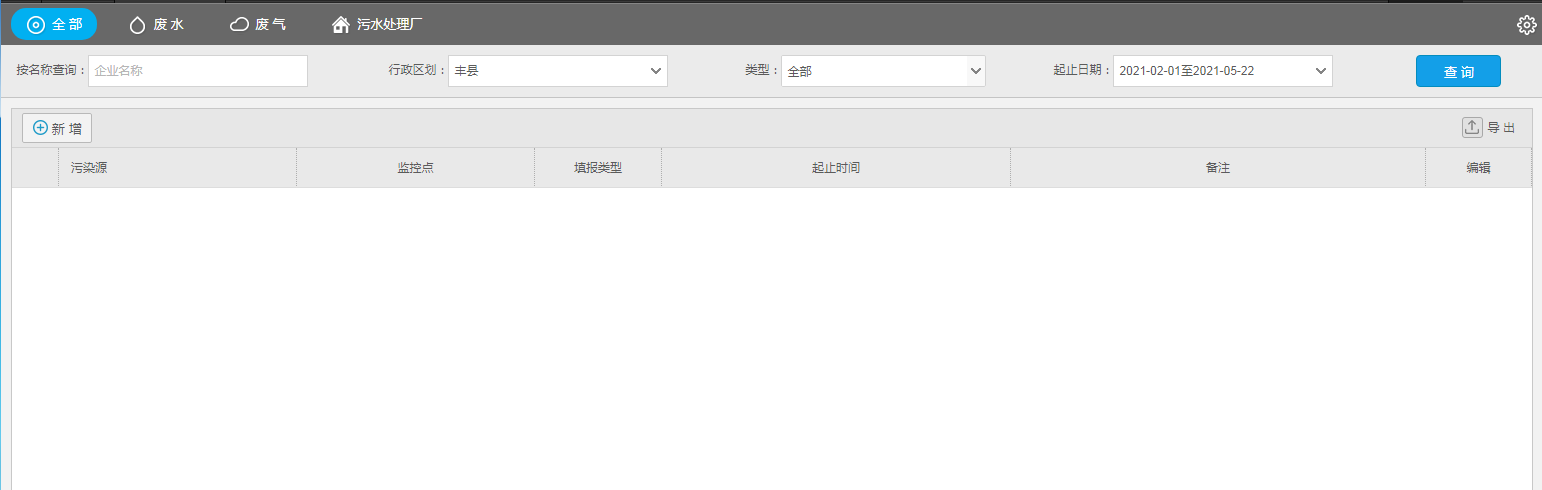 全部 废水 废气 污水处理厂
按名称查询： 企业名称 行政区划： 丰县 类型： 全部 起止日期： 2021-02-01至2021-05-22 查询
新增 导出
污染源 监控点 填报类型 起止时间 备注 编辑